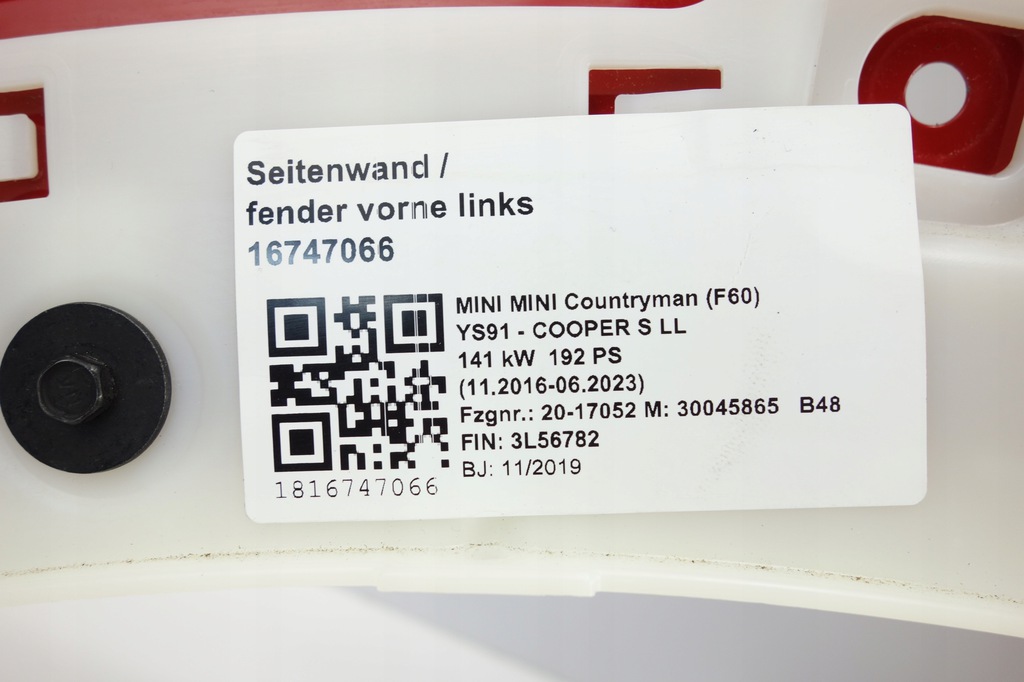 Seitenwand /
fender vorne links
16747066
MINI MINI Countryman (F60)
YS91 - COOPER S LL
141 kW 192 PS
(11.2016-06.2023)
Fzgnr.: 20-17052 M: 30045865 B48
FIN: 3L56782
BJ: 11/2019
1816747066